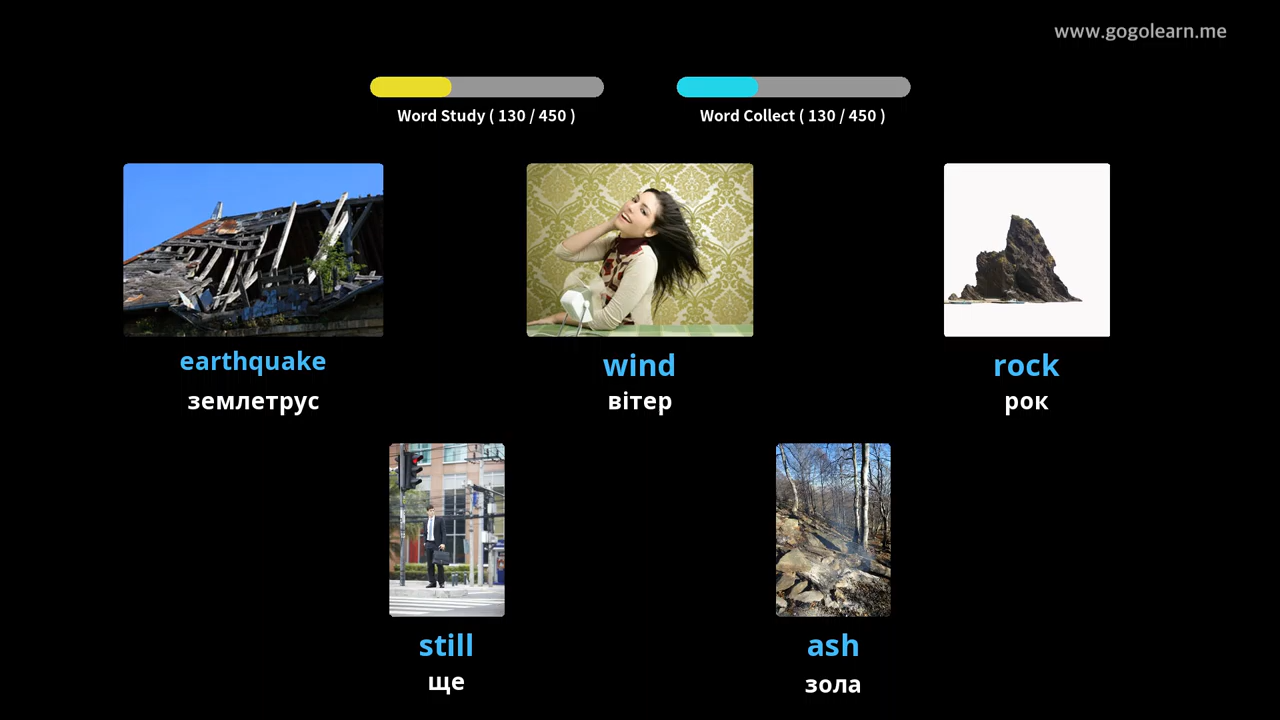 www.gogolearn.me
Word Study ( 130 / 450 )
Word Collect ( 130 / 450 )
earthquake
землетрус
wind
вітер
rock
рок
still
ще
ash
зола